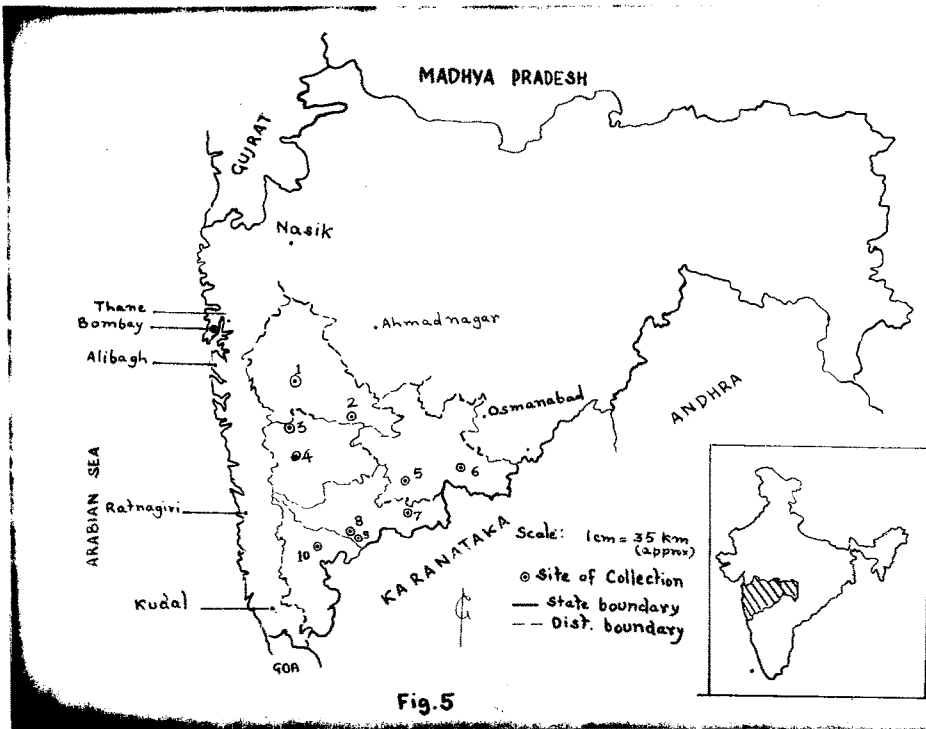 MADHYA PRADESH
GUJRAT
Nasik
Thane
Bombay
Ahmadnagar
Alibagh
1
2
Osmanabad
ANDHRA
3
4
ARABIAN SEA
5
6
Ratnagiri
7
8
9
10
KARANATAKA
Scale: 1cm = 35 km
(approx)
Site of Collection
State boundary
Dist. boundary
Kudal
GOA
Fig.5